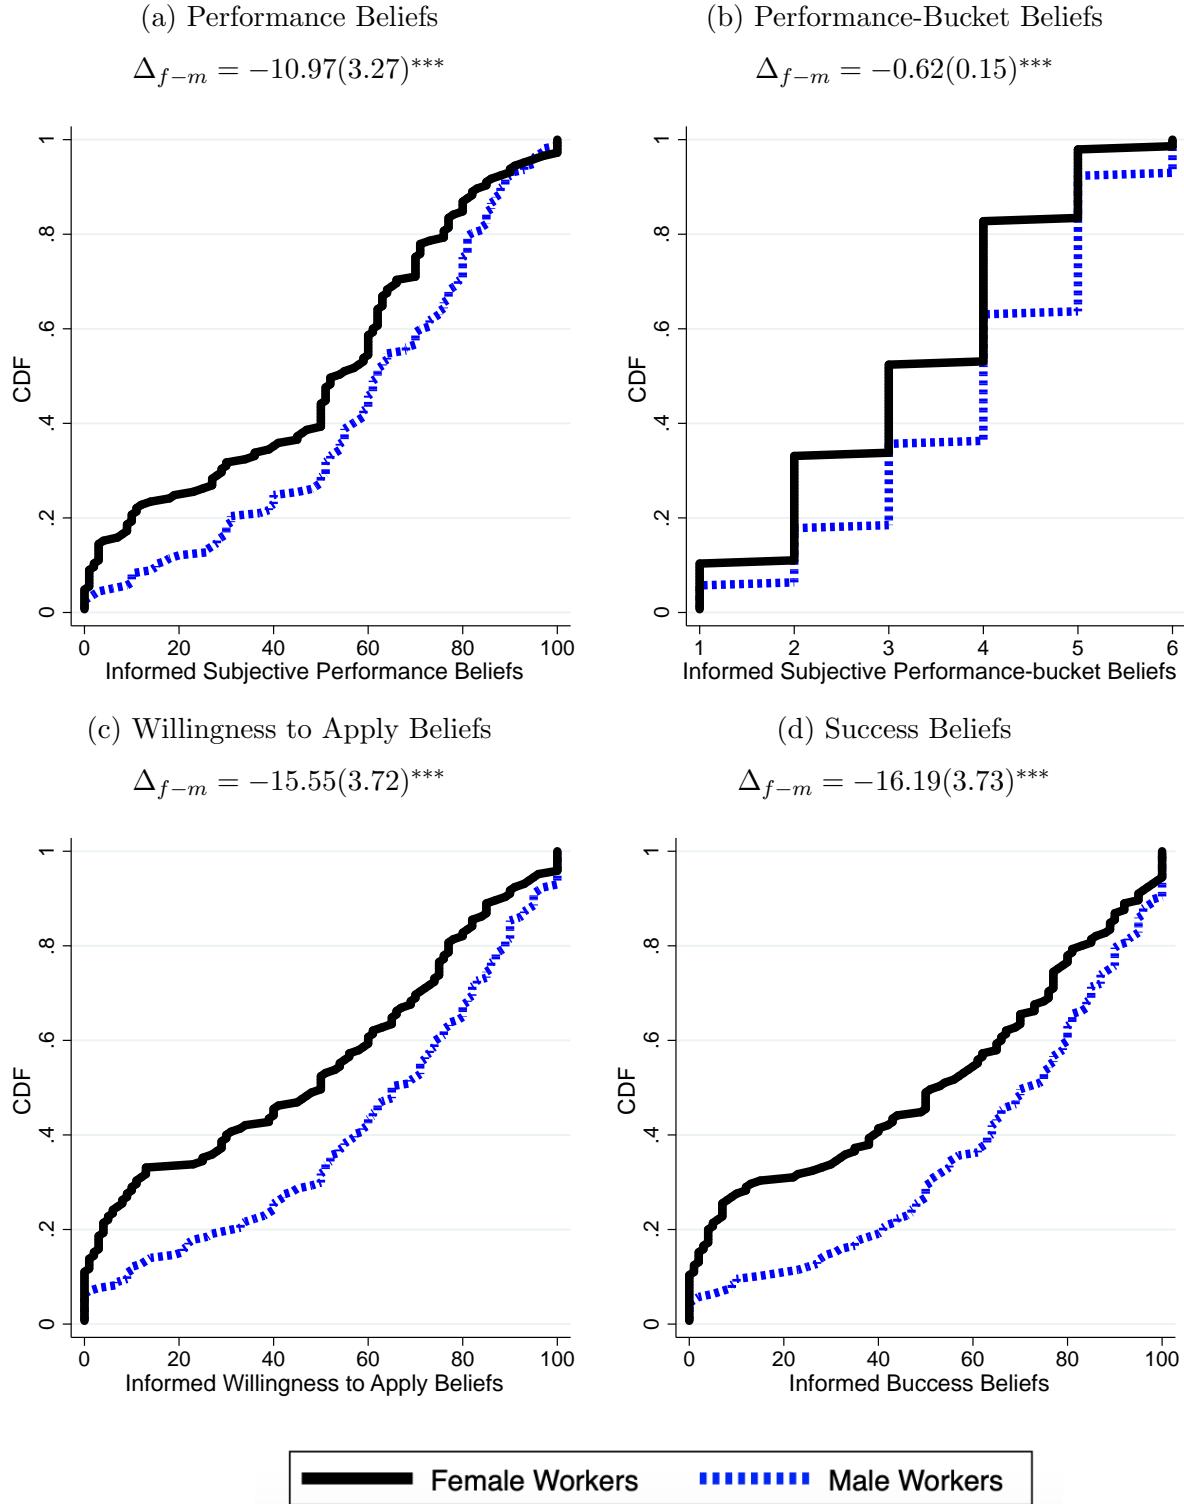 (a) Performance Beliefs
Δf−m = −10.97(3.27)***
CDF
1
.8
.6
.4
.2
0
0 20 40 60 80 100
Informed Subjective Performance Beliefs
(b) Performance-Bucket Beliefs
Δf−m = −0.62(0.15)***
CDF
1
.8
.6
.4
.2
0
1 2 3 4 5 6
Informed Subjective Performance-bucket Beliefs
(c) Willingness to Apply Beliefs
Δf−m = −15.55(3.72)***
CDF
1
.8
.6
.4
.2
0
0 20 40 60 80 100
Informed Willingness to Apply Beliefs
(d) Success Beliefs
Δf−m = −16.19(3.73)***
CDF
1
.8
.6
.4
.2
0
0 20 40 60 80 100
Informed Buccess Beliefs
Female Workers
Male Workers